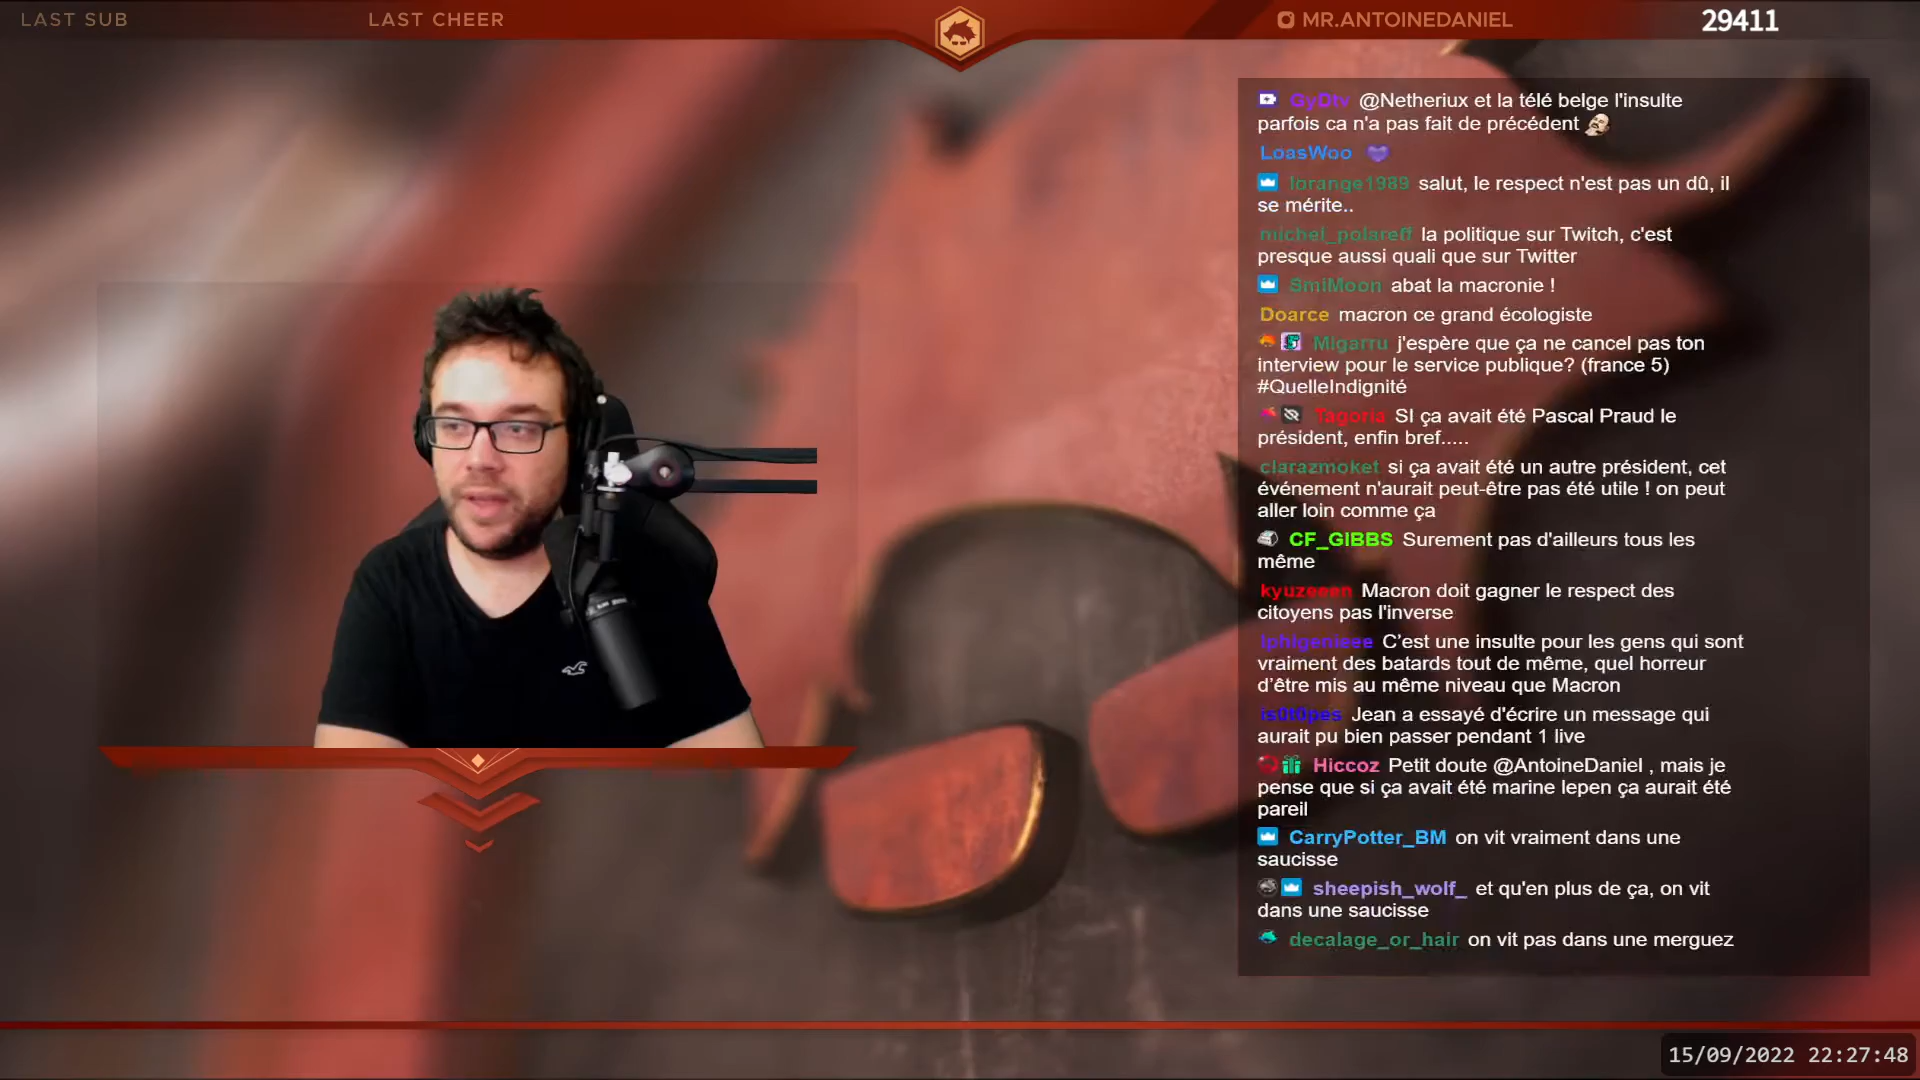 LAST SUB
LAST CHEER
MR.ANTOINEDANIEL
29411
GyDtv @Netheriux et la télé belge l'insulte
parfois ca n'a pas fait de précédent
LoasWoo
lorange1989 salut, le respect n'est pas un dû, il
se mérite..
michel_polareff la politique sur Twitch, c'est
presque aussi quali que sur Twitter
SmiMoon abat la macronie !
Doarce macron ce grand écologiste
Migarru j'espère que ça ne cancel pas ton
interview pour le service publique? (france 5)
#QuelleIndignité
Tagoria SI ça avait été Pascal Praud le
président, enfin bref.....
clarazmoket si ça avait été un autre président, cet
événement n'aurait peut-être pas été utile ! on peut
aller loin comme ça
CF_GIBBS Surement pas d'ailleurs tous les
même
kyuzeeen Macron doit gagner le respect des
citoyens pas l'inverse
Iphigenieee C'est une insulte pour les gens qui sont
vraiment des batards tout de même, quel horreur
d'être mis au même niveau que Macron
is0t0pes Jean a essayé d'écrire un message qui
aurait pu bien passer pendant 1 live
Hiccoz Petit doute @AntoineDaniel , mais je
pense que si ça avait été marine lepen ça aurait été
pareil
CarryPotter_BM on vit vraiment dans une
saucisse
sheepish_wolf_ et qu'en plus de ça, on vit
dans une saucisse
decalage_or_hair on vit pas dans une merguez
15/09/2022 22:27:48